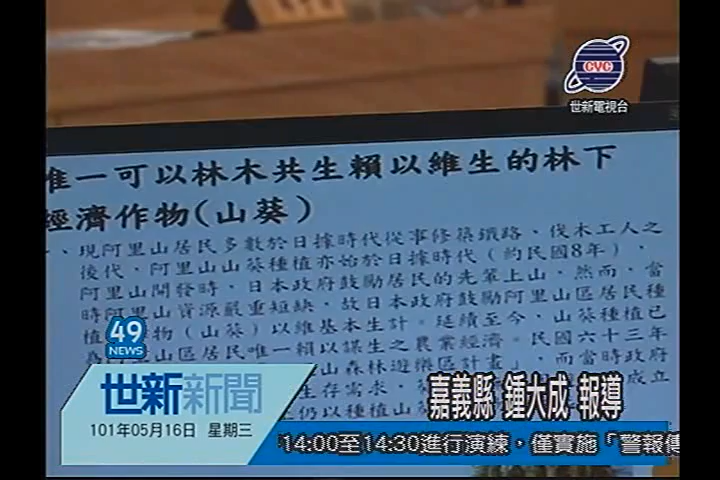 CVC
世新電視台
唯一可以林木共生賴以維生的林下
經濟作物(山葵)
、現阿里山居民多數於日據時代從事修築鐵路、伐木工人之
後代,阿里山山葵種植亦始於日據時代(約民國8年),
阿里山開發時,日本政府鼓勵居民的先輩上山,然而,當
時阿里山資源嚴重短缺,故日本政府鼓勵阿里山區居民種
植 物(山葵)以維基本生計。延續至今,山葵種植已
為 山區居民唯一賴以謀生之農業經濟。民國六十三年
山森林遊樂區計畫」,而當時政府
生存需求, 成立
仍以種植山
49
NEWS
世新新聞
嘉義縣 鍾大成 報導
101年05月16日 星期三
14:00至14:30進行演練,僅實施「警報傳